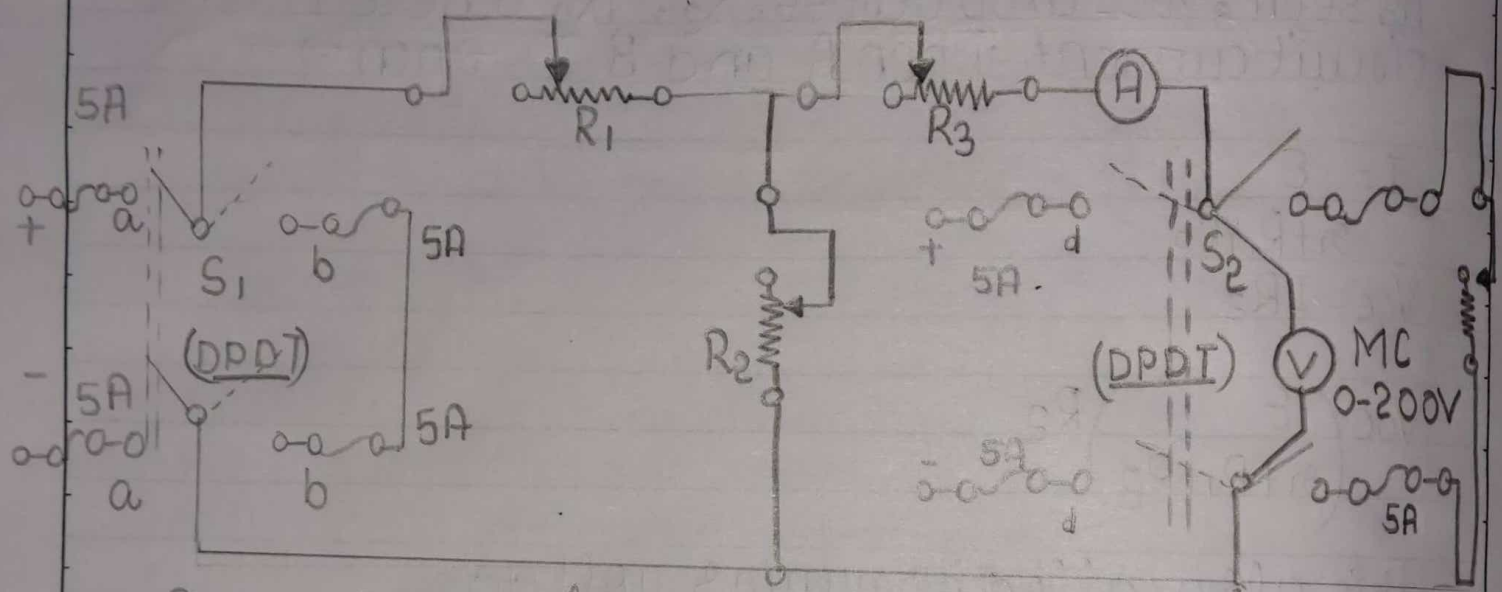 5A
R1
R3
A
+
a
b
5A
S1
+
d
5A.
S2
(DPDT)
R2
(DPDT)
V
MC
0-200V
-
5A
a
b
5A
-
5A
d
5A